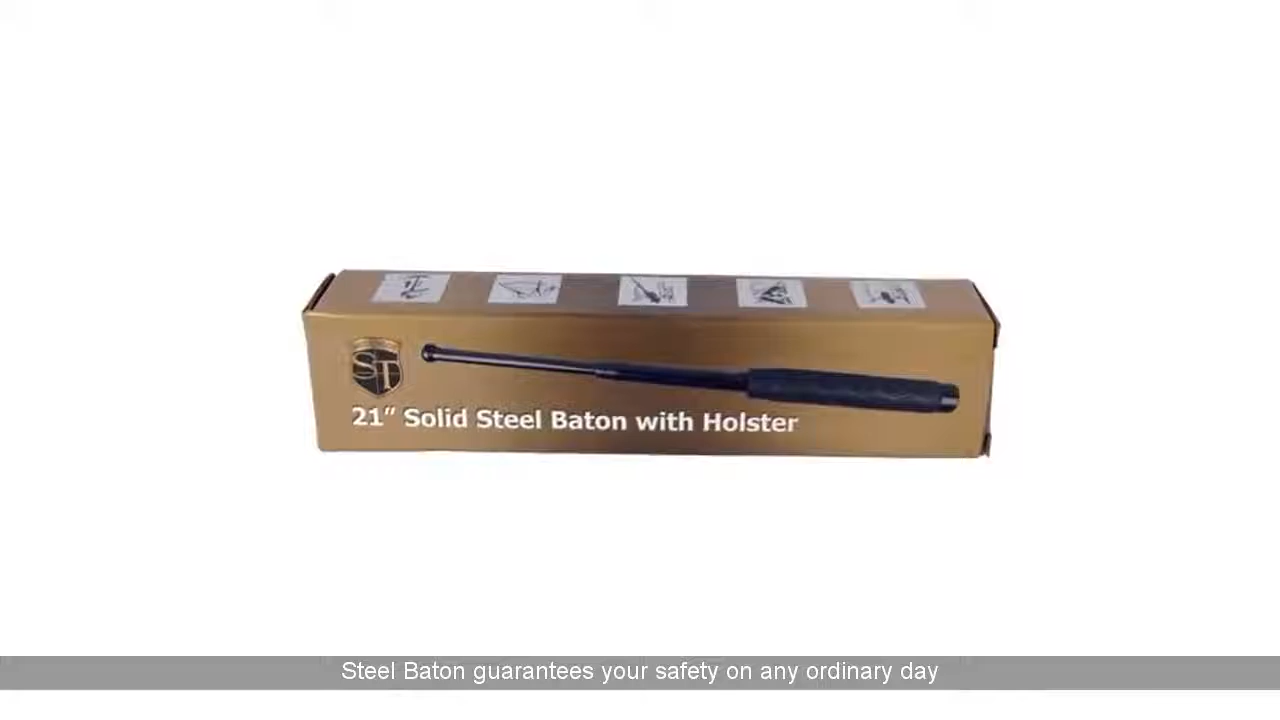 ST
21" Solid Steel Baton with Holster
Steel Baton guarantees your safety on any ordinary day